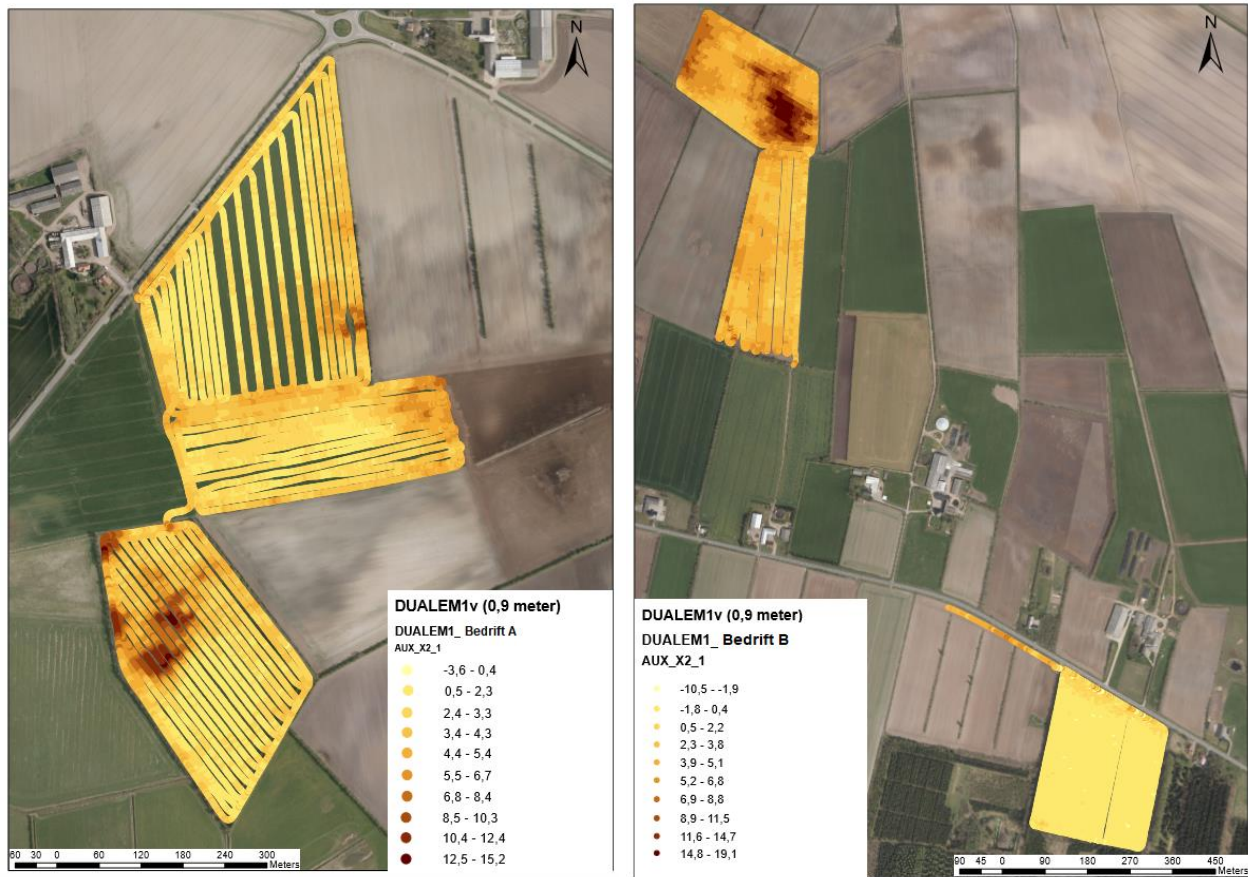 N
DUALEM1v (0,9 meter)
DUALEM1_ Bedrift A
AUX_X2_1
-3,6 - 0,4
0,5 - 2,3
2,4 - 3,3
3,4 - 4,3
4,4 - 5,4
5,5 - 6,7
6,8 - 8,4
8,5 - 10,3
10,4 - 12,4
12,5 - 15,2
60 30 0 60 120 180 240 300
Meters
N
DUALEM1v (0,9 meter)
DUALEM1_ Bedrift B
AUX_X2_1
-10,5 - -1,9
-1,8 - 0,4
0,5 - 2,2
2,3 - 3,8
3,9 - 5,1
5,2 - 6,8
6,9 - 8,8
8,9 - 11,5
11,6 - 14,7
14,8 - 19,1
90 45 0 90 180 270 360 450
Meters